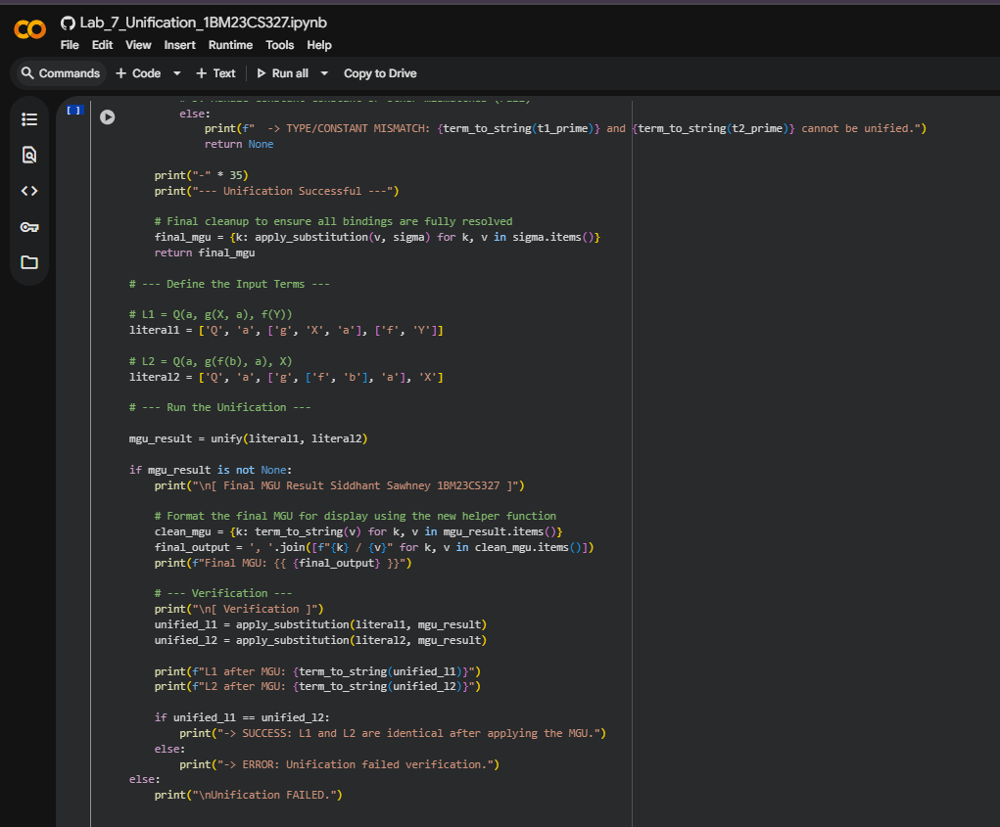 Lab_7_Unification_1BM23CS327.ipynb
File Edit View Insert Runtime Tools Help
Commands + Code + Text Run all Copy to Drive
[ ]
else:
print(f"  -> TYPE/CONSTANT MISMATCH: {term_to_string(t1_prime)} and {term_to_string(t2_prime)} cannot be unified.")
return None
print("-" * 35)
print("--- Unification Successful ---")
# Final cleanup to ensure all bindings are fully resolved
final_mgu = {k: apply_substitution(v, sigma) for k, v in sigma.items()}
return final_mgu
# --- Define the Input Terms ---
# L1 = Q(a, g(X, a), f(Y))
literal1 = ['Q', 'a', ['g', 'X', 'a'], ['f', 'Y']]
# L2 = Q(a, g(f(b), a), X)
literal2 = ['Q', 'a', ['g', ['f', 'b'], 'a'], 'X']
# --- Run the Unification ---
mgu_result = unify(literal1, literal2)
if mgu_result is not None:
print("\n[ Final MGU Result Siddhant Sawhney 1BM23CS327 ]")
# Format the final MGU for display using the new helper function
clean_mgu = {k: term_to_string(v) for k, v in mgu_result.items()}
final_output = ', '.join([f"{k} / {v}" for k, v in clean_mgu.items()])
print(f"Final MGU: {{ {final_output} }}")
# --- Verification ---
print("\n[ Verification ]")
unified_l1 = apply_substitution(literal1, mgu_result)
unified_l2 = apply_substitution(literal2, mgu_result)
print(f"L1 after MGU: {term_to_string(unified_l1)}")
print(f"L2 after MGU: {term_to_string(unified_l2)}")
if unified_l1 == unified_l2:
print("-> SUCCESS: L1 and L2 are identical after applying the MGU.")
else:
print("-> ERROR: Unification failed verification.")
else:
print("\nUnification FAILED.")